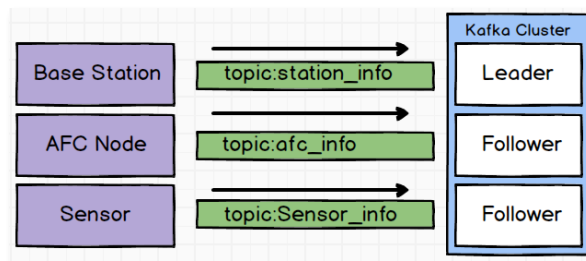 Kafka Cluster
Base Station
topic:station_info
Leader
AFC Node
topic:afc_info
Follower
Sensor
topic:Sensor_info
Follower